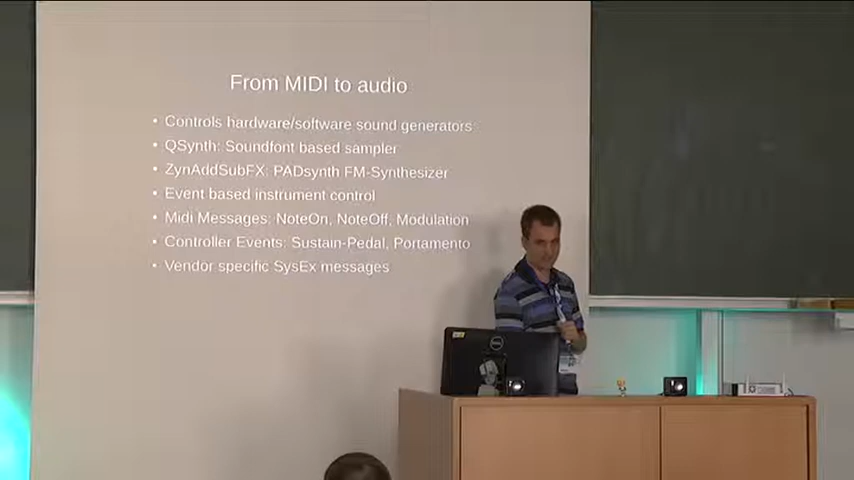 From MIDI to audio
• Controls hardware/software sound generators
• QSynth: Soundfont based sampler
• ZynAddSubFX: PADsynth FM-Synthesizer
• Event based instrument control
• Midi Messages: NoteOn, NoteOff, Modulation
• Controller Events: Sustain-Pedal, Portamento
• Vendor specific SysEx messages
DELL